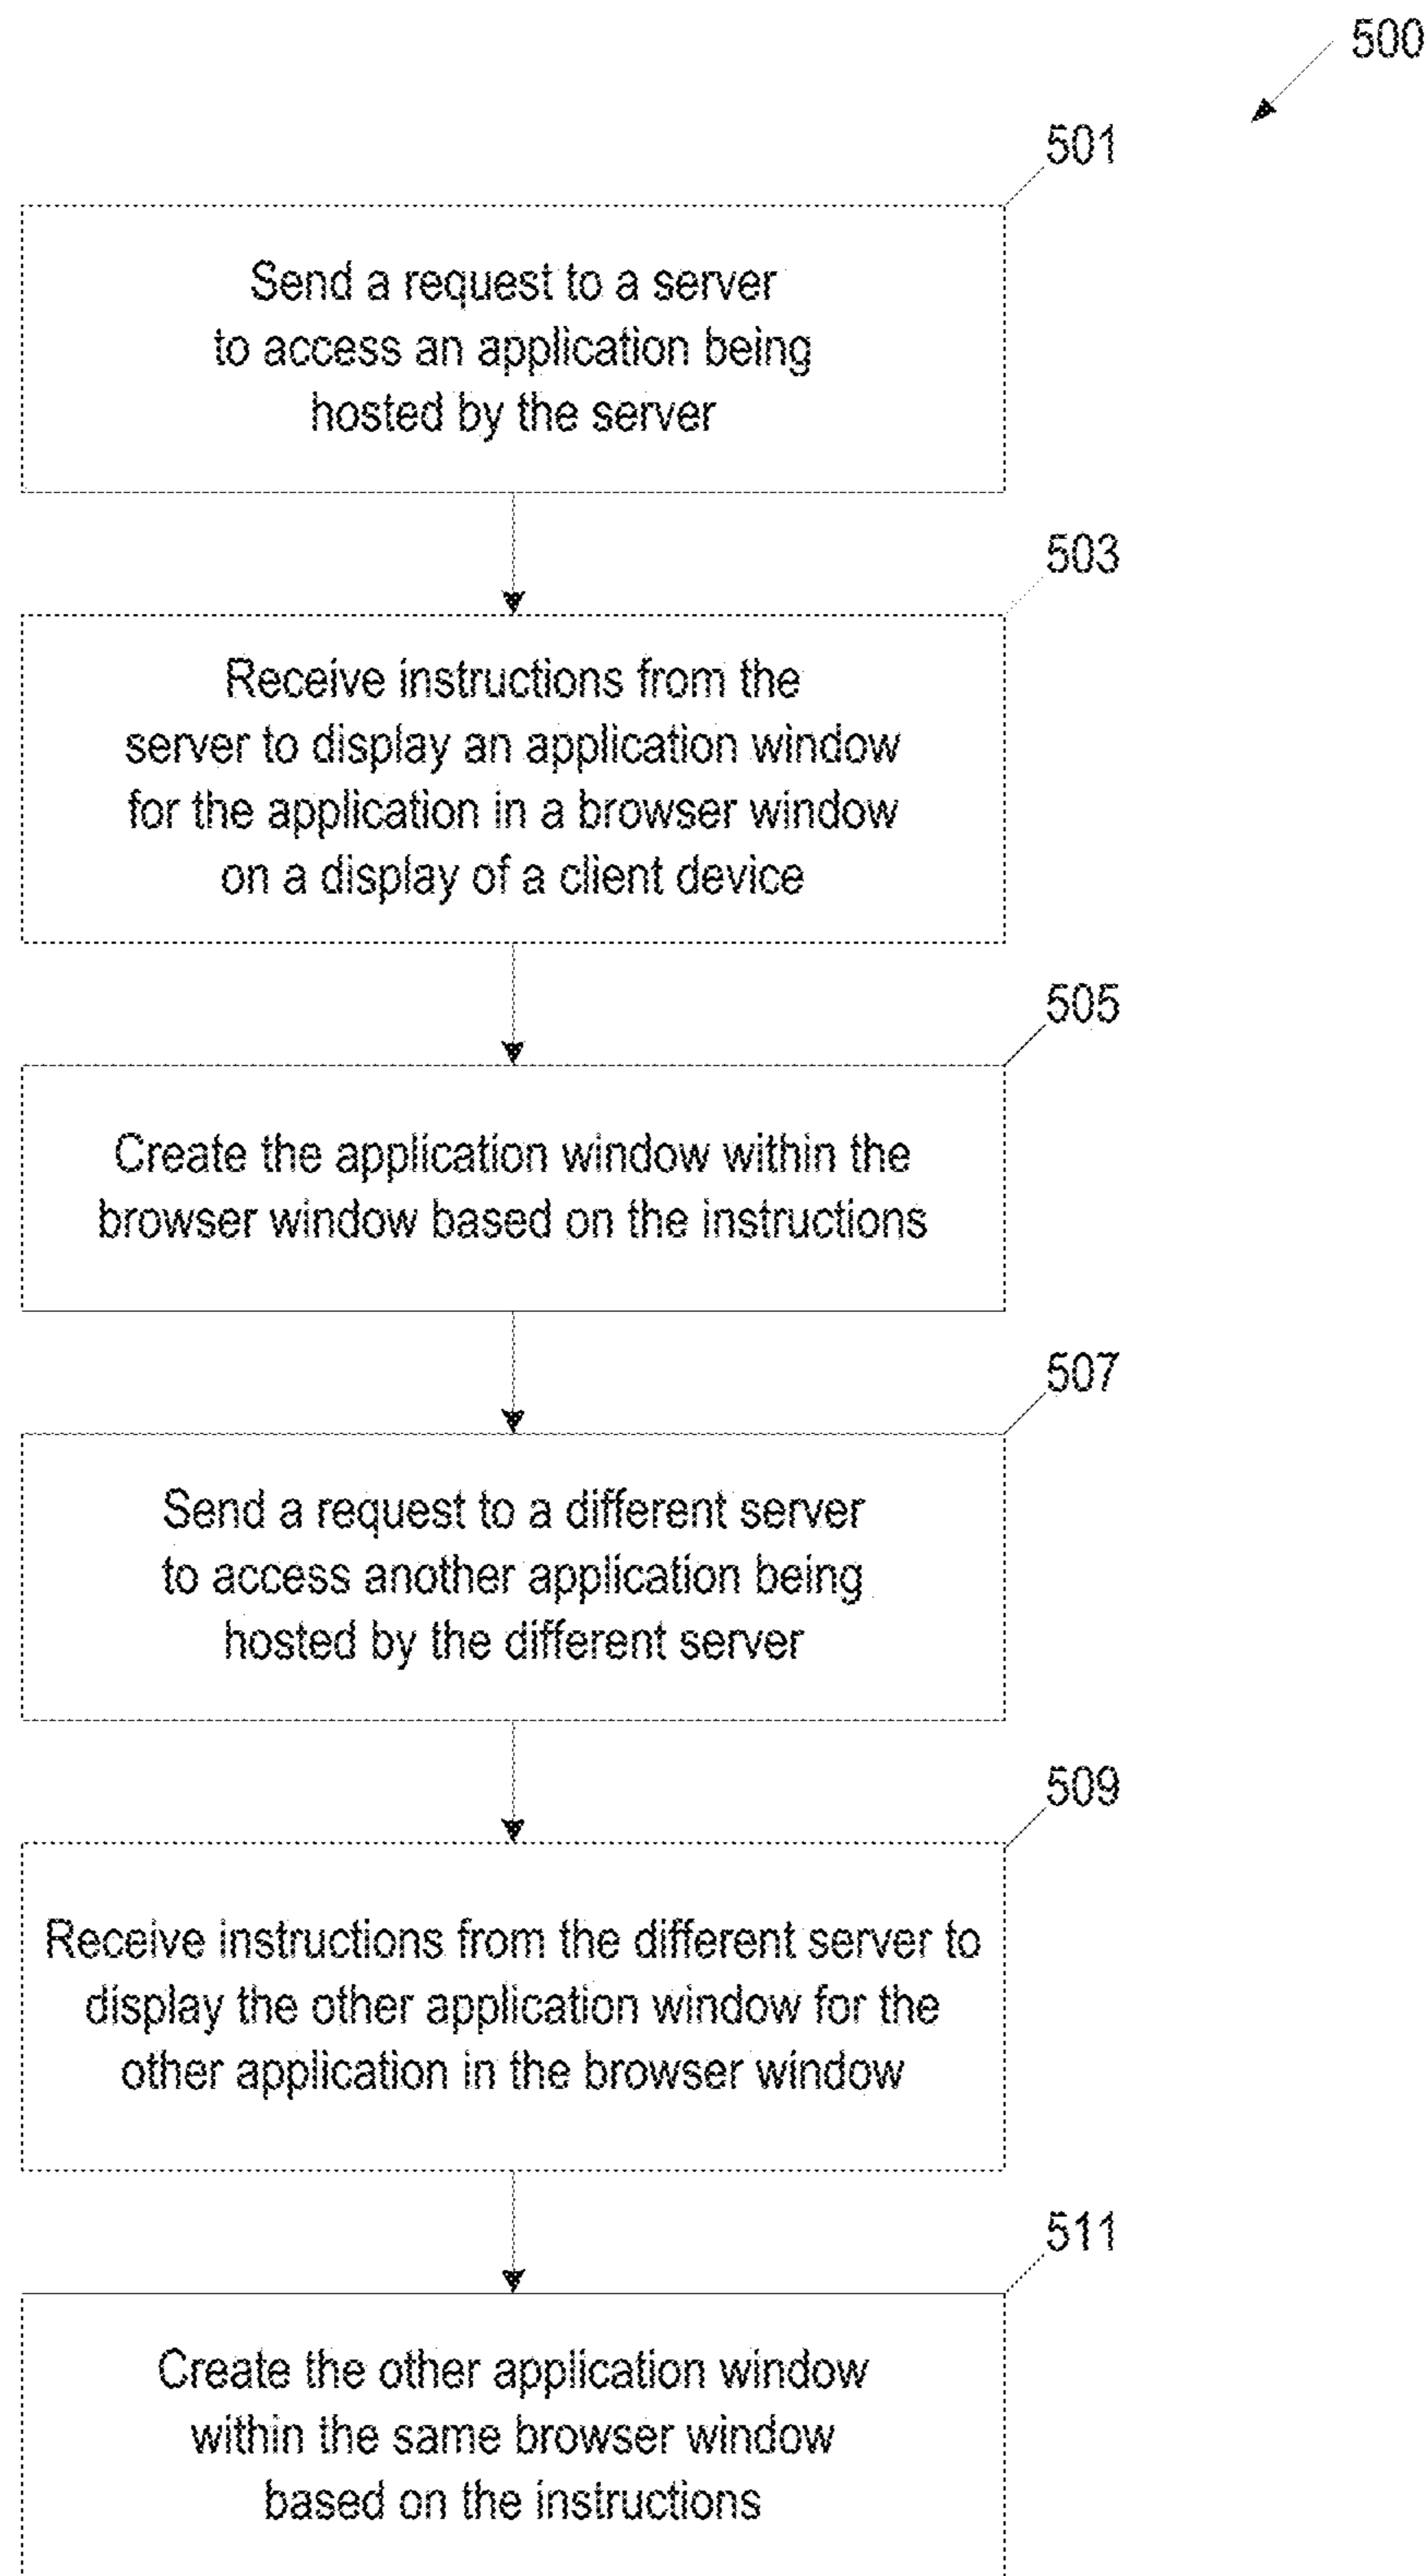 500
501
Send a request to a server
to access an application being
hosted by the server
503
Receive instructions from the
server to display an application window
for the application in a browser window
on a display of a client device
505
Create the application window within the
browser window based on the instructions
507
Send a request to a different server
to access another application being
hosted by the different server
509
Receive instructions from the different server to
display the other application window for the
other application in the browser window
511
Create the other application window
within the same browser window
based on the instructions